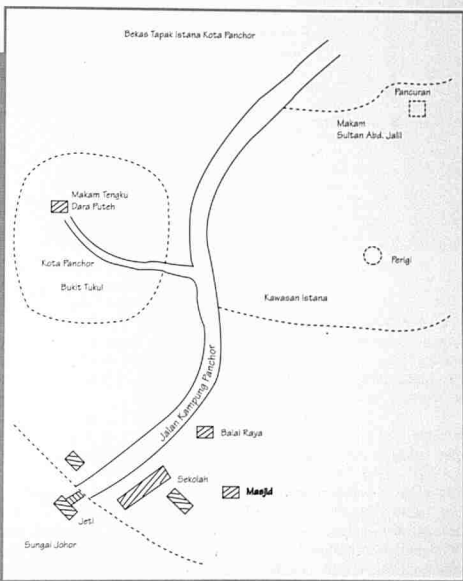 Bekas Tapak Istana Kota Panchor
Pancuran
Makam
Sultan Abd. Jalil
Makam Tengku
Dara Puteh
Kota Panchor
Bukit Tukul
Perigi
Kawasan Istana
Jalan Kampung Panchor
Balai Raya
Sekolah
Masjid
Jeti
Sungai Johor